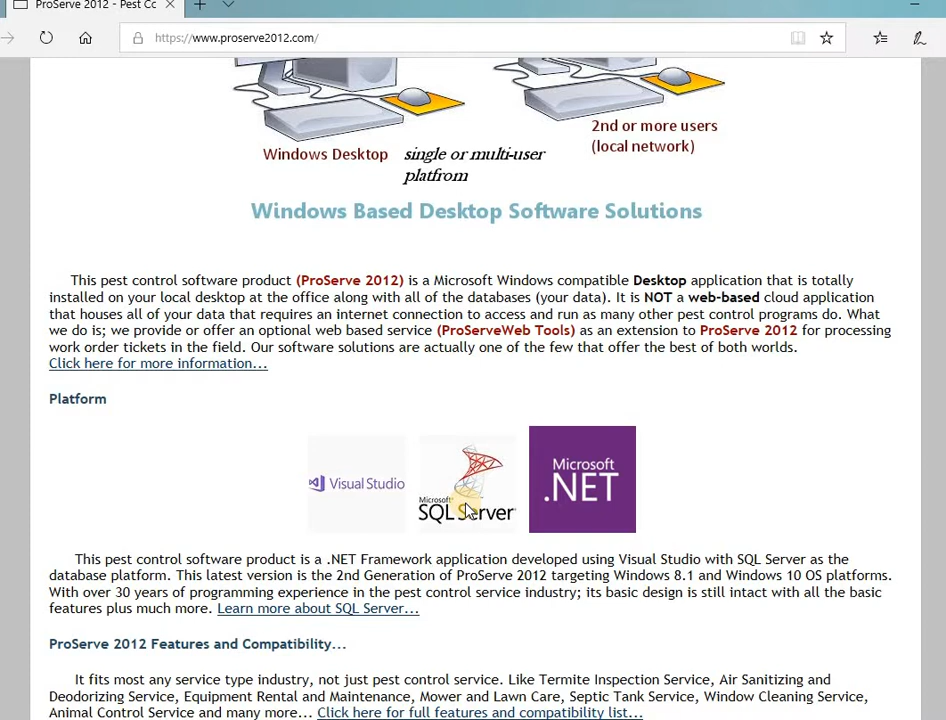 ProServe 2012 - Pest Cc
https://www.proserve2012.com/
2nd or more users
(local network)
Windows Desktop
single or multi-user
platfrom
Windows Based Desktop Software Solutions
This pest control software product (ProServe 2012) is a Microsoft Windows compatible Desktop application that is totally
installed on your local desktop at the office along with all of the databases (your data). It is NOT a web-based cloud application
that houses all of your data that requires an internet connection to access and run as many other pest control programs do. What
we do is; we provide or offer an optional web based service (ProServeWeb Tools) as an extension to ProServe 2012 for processing
work order tickets in the field. Our software solutions are actually one of the few that offer the best of both worlds.
Click here for more information...
Platform
Visual Studio
Microsoft
SQL Server
Microsoft
.NET
This pest control software product is a .NET Framework application developed using Visual Studio with SQL Server as the
database platform. This latest version is the 2nd Generation of ProServe 2012 targeting Windows 8.1 and Windows 10 OS platforms.
With over 30 years of programming experience in the pest control service industry; its basic design is still intact with all the basic
features plus much more. Learn more about SQL Server...
ProServe 2012 Features and Compatibility...
It fits most any service type industry, not just pest control service. Like Termite Inspection Service, Air Sanitizing and
Deodorizing Service, Equipment Rental and Maintenance, Mower and Lawn Care, Septic Tank Service, Window Cleaning Service,
Animal Control Service and many more... Click here for full features and compatibility list...